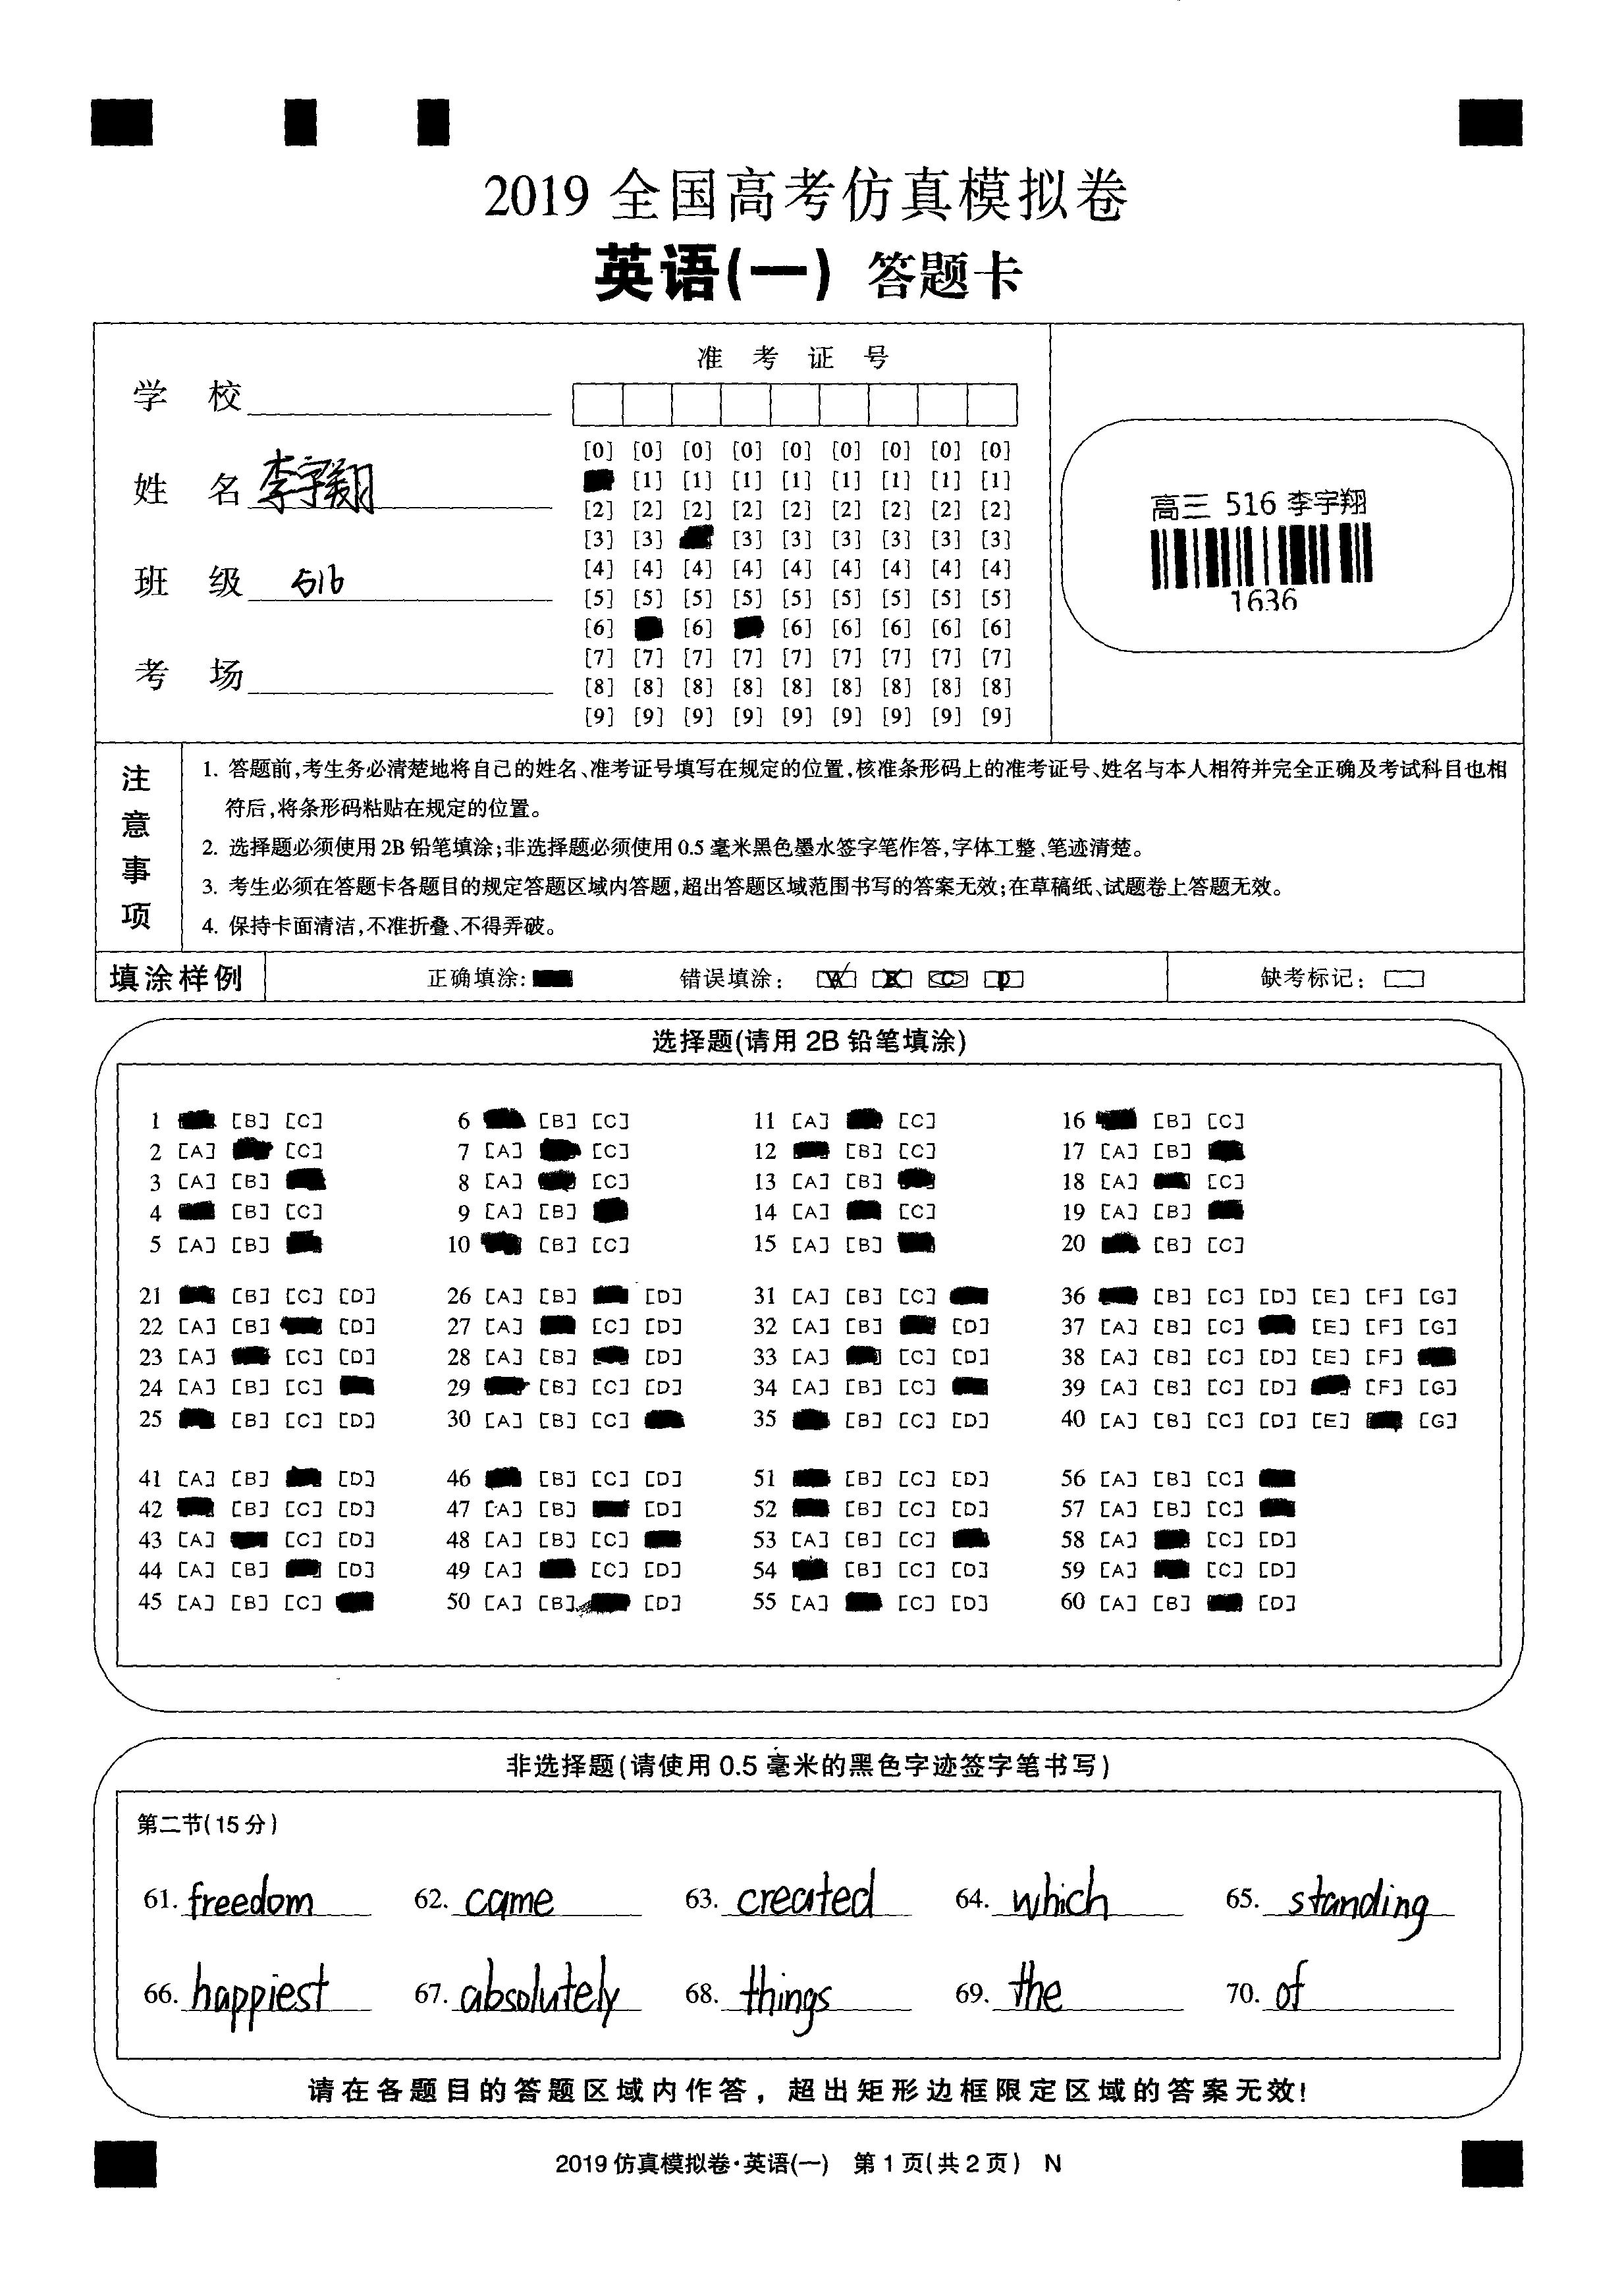 2019 全国高考仿真模拟卷
英语(一) 答题卡
准 考 证 号
学 校
姓 名 李宇翔
班 级 516
考 场
[0] [0] [0] [0] [0] [0] [0] [0] [0]
[1] [1] [1] [1] [1] [1] [1] [1]
[2] [2] [2] [2] [2] [2] [2] [2] [2]
[3] [3] [3] [3] [3] [3] [3] [3]
[4] [4] [4] [4] [4] [4] [4] [4] [4]
[5] [5] [5] [5] [5] [5] [5] [5] [5]
[6] [6] [6] [6] [6] [6] [6]
[7] [7] [7] [7] [7] [7] [7] [7] [7]
[8] [8] [8] [8] [8] [8] [8] [8] [8]
[9] [9] [9] [9] [9] [9] [9] [9] [9]
高三 516 李宇翔
1636
注意事项
1. 答题前,考生务必清楚地将自己的姓名、准考证号填写在规定的位置,核准条形码上的准考证号、姓名与本人相符并完全正确及考试科目也相
符后,将条形码粘贴在规定的位置。
2. 选择题必须使用2B铅笔填涂;非选择题必须使用0.5毫米黑色墨水签字笔作答,字体工整、笔迹清楚。
3. 考生必须在答题卡各题目的规定答题区域内答题,超出答题区域范围书写的答案无效;在草稿纸、试题卷上答题无效。
4. 保持卡面清洁,不准折叠、不得弄破。
填涂样例 正确填涂: 错误填涂: [A] [B] [C] [D] 缺考标记:
选择题(请用 2B 铅笔填涂)
1 [B] [C] 6 [B] [C] 11 [A] [C] 16 [B] [C]
2 [A] [C] 7 [A] [C] 12 [B] [C] 17 [A] [B]
3 [A] [B] 8 [A] [C] 13 [A] [B] 18 [A] [C]
4 [B] [C] 9 [A] [B] 14 [A] [C] 19 [A] [B]
5 [A] [B] 10 [B] [C] 15 [A] [B] 20 [B] [C]
21 [B] [C] [D] 26 [A] [B] [D] 31 [A] [B] [C] 36 [B] [C] [D] [E] [F] [G]
22 [A] [B] [D] 27 [A] [C] [D] 32 [A] [B] [D] 37 [A] [B] [C] [E] [F] [G]
23 [A] [C] [D] 28 [A] [B] [D] 33 [A] [C] [D] 38 [A] [B] [C] [D] [E] [F]
24 [A] [B] [C] 29 [B] [C] [D] 34 [A] [B] [C] 39 [A] [B] [C] [D] [F] [G]
25 [B] [C] [D] 30 [A] [B] [C] 35 [B] [C] [D] 40 [A] [B] [C] [D] [E] [G]
41 [A] [B] [D] 46 [B] [C] [D] 51 [B] [C] [D] 56 [A] [B] [C]
42 [B] [C] [D] 47 [A] [B] [D] 52 [B] [C] [D] 57 [A] [B] [C]
43 [A] [C] [D] 48 [A] [B] [C] 53 [A] [B] [C] 58 [A] [C] [D]
44 [A] [B] [D] 49 [A] [C] [D] 54 [B] [C] [D] 59 [A] [C] [D]
45 [A] [B] [C] 50 [A] [B] [D] 55 [A] [C] [D] 60 [A] [B] [D]
非选择题(请使用 0.5 毫米的黑色字迹签字笔书写)
第二节(15分)
61. freedom 62. came 63. created 64. which 65. standing
66. happiest 67. absolutely 68. things 69. the 70. of
请在各题目的答题区域内作答,超出矩形边框限定区域的答案无效!
2019 仿真模拟卷·英语(一) 第 1 页(共 2 页) N